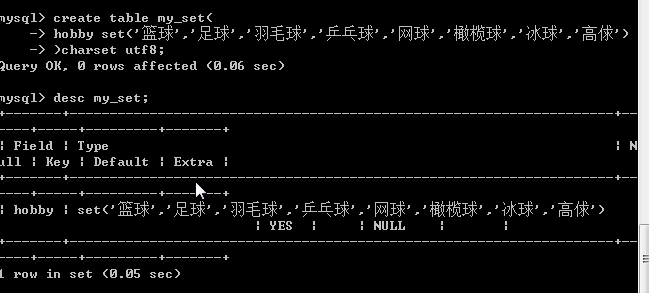 mysql> create table my_set(
-> hobby set('篮球','足球','羽毛球','乒乓球','网球','橄榄球','冰球','高俅')
-> )charset utf8;
Query OK, 0 rows affected (0.06 sec)
mysql> desc my_set;
+-------+---------------------------------------------------------------------+--
----+-----+---------+-------+
| Field | Type | N
ull | Key | Default | Extra |
+-------+---------------------------------------------------------------------+--
----+-----+---------+-------+
| hobby | set('篮球','足球','羽毛球','乒乓球','网球','橄榄球','冰球','高俅')
| YES | | NULL | |
+-------+---------------------------------------------------------------------+--
----+-----+---------+-------+
1 row in set (0.05 sec)